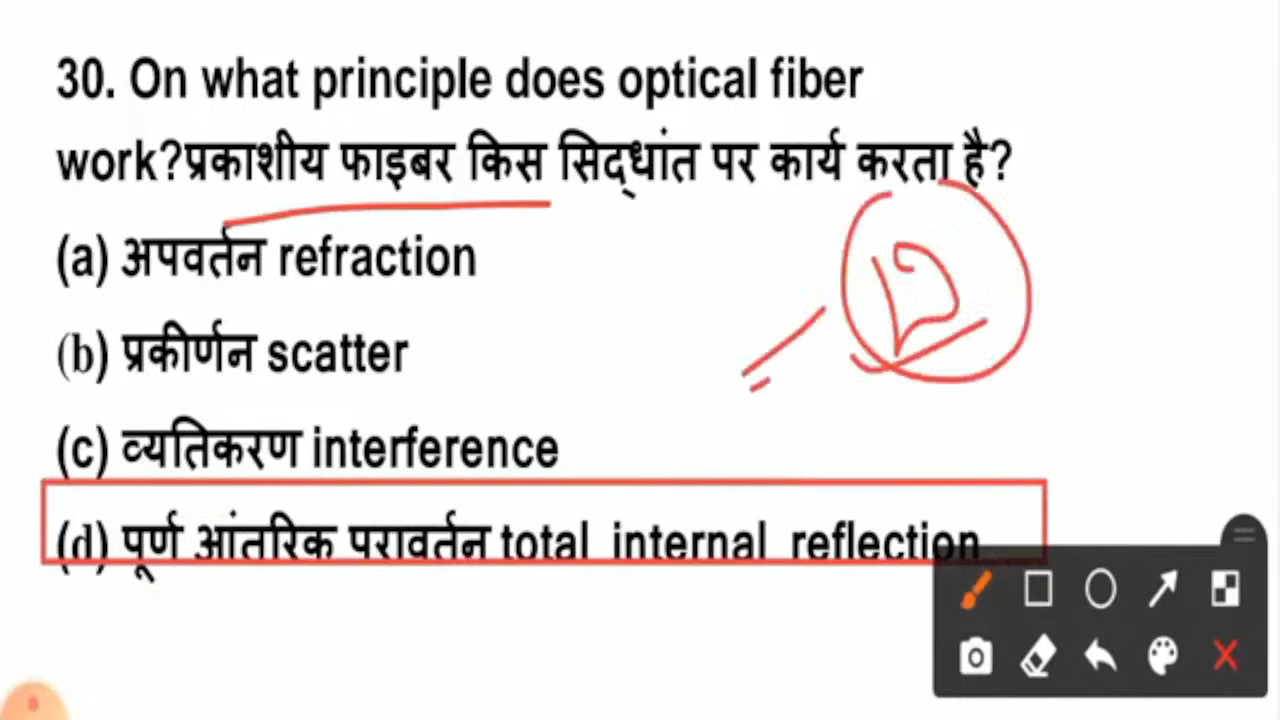 30. On what principle does optical fiber
work?प्रकाशीय फाइबर किस सिद्धांत पर कार्य करता है?
(a) अपवर्तन refraction
(b) प्रकीर्णन scatter
(c) व्यतिकरण interference
(d) पूर्ण आंतरिक परावर्तन total internal reflection
D